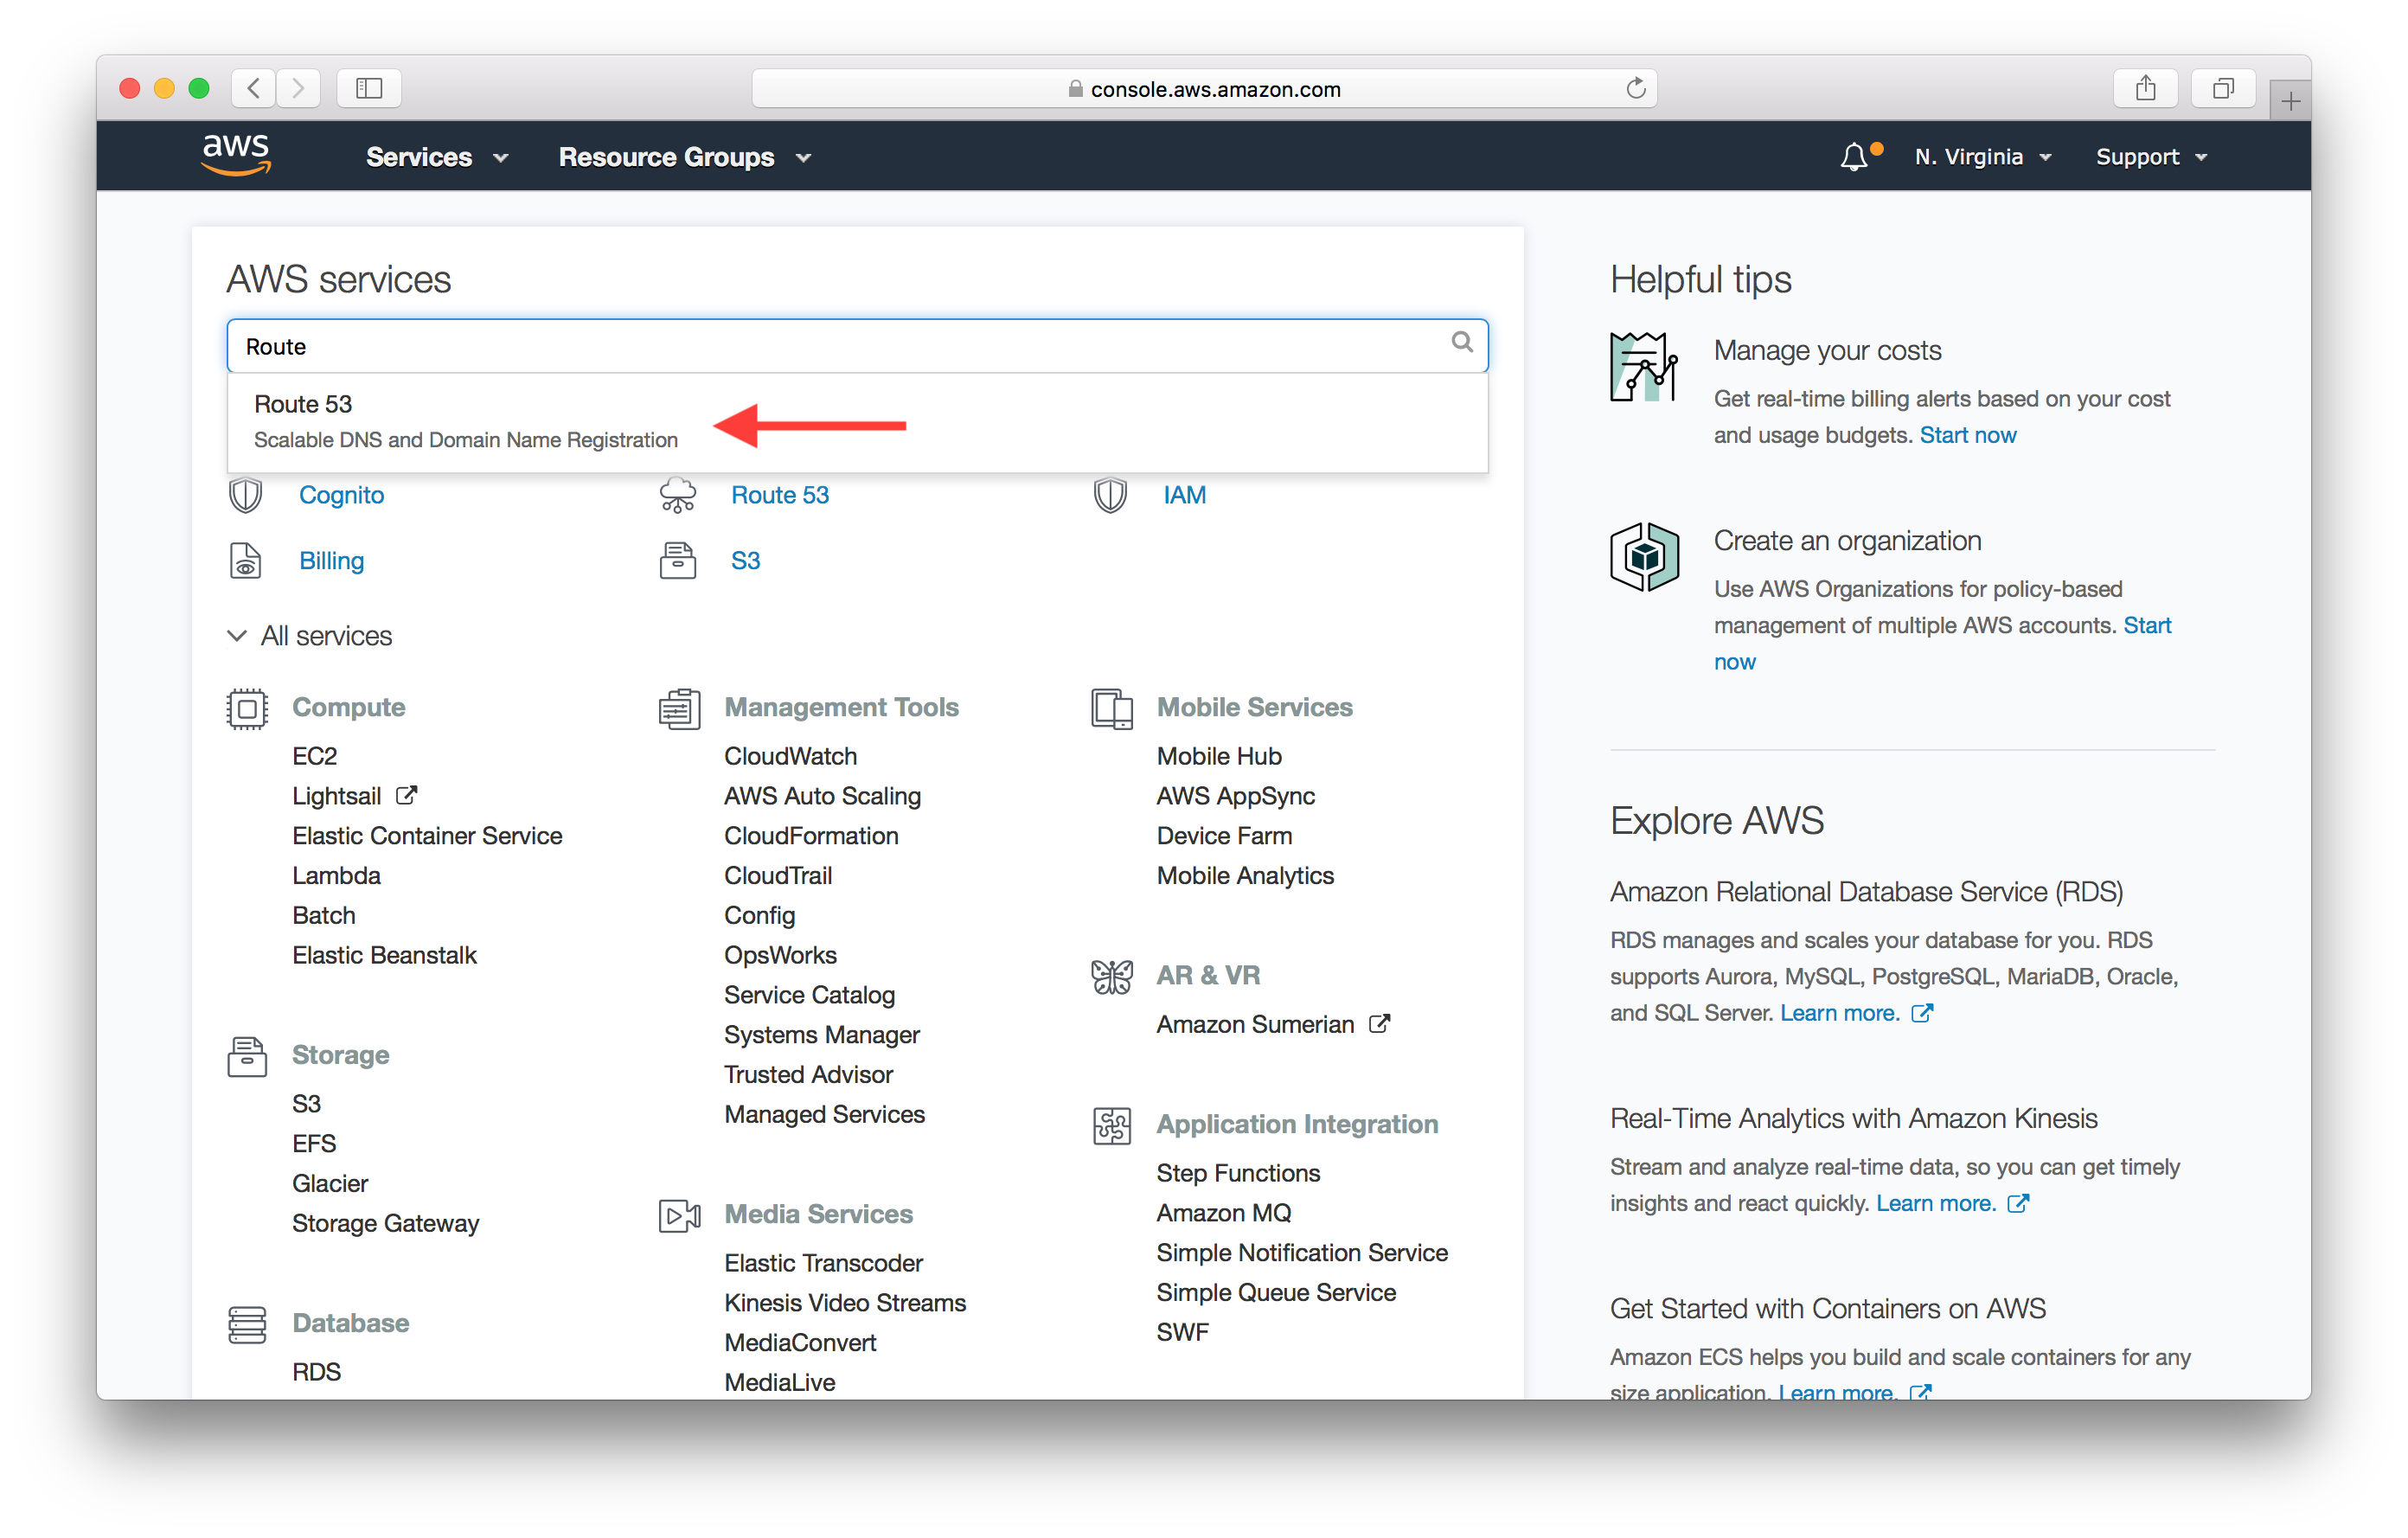 console.aws.amazon.com
aws
Services
Resource Groups
N. Virginia
Support
AWS services
Route
Route 53
Scalable DNS and Domain Name Registration
Cognito
Route 53
IAM
Billing
S3
All services
Compute
EC2
Lightsail
Elastic Container Service
Lambda
Batch
Elastic Beanstalk
Storage
S3
EFS
Glacier
Storage Gateway
Database
RDS
Management Tools
CloudWatch
AWS Auto Scaling
CloudFormation
CloudTrail
Config
OpsWorks
Service Catalog
Systems Manager
Trusted Advisor
Managed Services
Media Services
Elastic Transcoder
Kinesis Video Streams
MediaConvert
MediaLive
Mobile Services
Mobile Hub
AWS AppSync
Device Farm
Mobile Analytics
AR & VR
Amazon Sumerian
Application Integration
Step Functions
Amazon MQ
Simple Notification Service
Simple Queue Service
SWF
Helpful tips
Manage your costs
Get real-time billing alerts based on your cost
and usage budgets. Start now
Create an organization
Use AWS Organizations for policy-based
management of multiple AWS accounts. Start
now
Explore AWS
Amazon Relational Database Service (RDS)
RDS manages and scales your database for you. RDS
supports Aurora, MySQL, PostgreSQL, MariaDB, Oracle,
and SQL Server. Learn more.
Real-Time Analytics with Amazon Kinesis
Stream and analyze real-time data, so you can get timely
insights and react quickly. Learn more.
Get Started with Containers on AWS
Amazon ECS helps you build and scale containers for any
size application. Learn more.